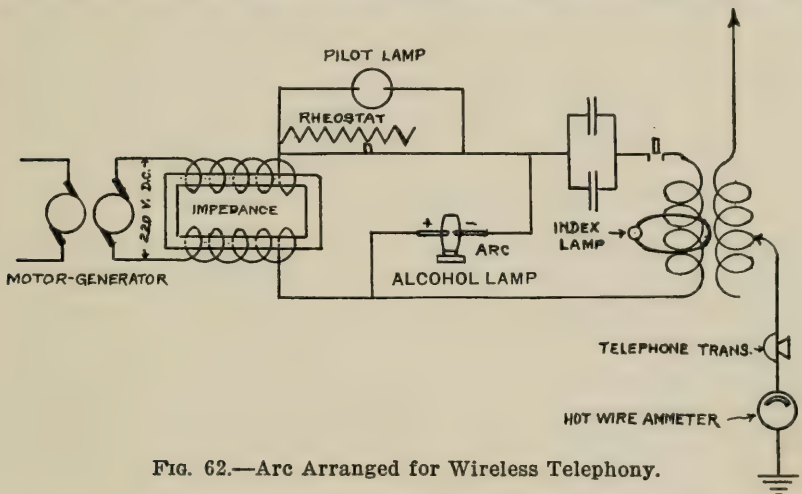 PILOT LAMP
RHEOSTAT
220 V. D.C.
IMPEDANCE
+ -
ARC
INDEX
LAMP
ALCOHOL LAMP
MOTOR-GENERATOR
TELEPHONE TRANS.
HOT WIRE AMMETER
FIG. 62.—Arc Arranged for Wireless Telephony.